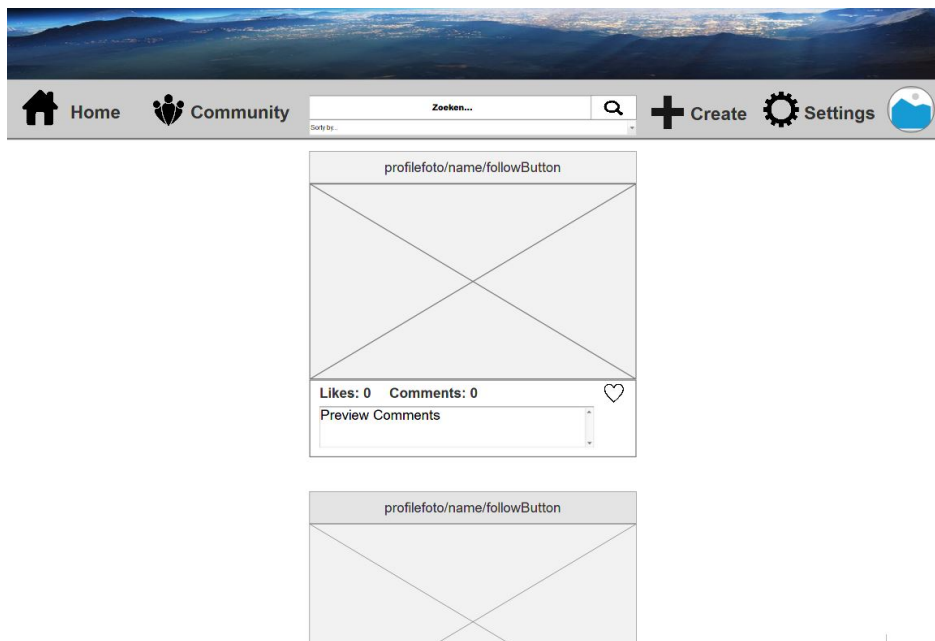 Home
Community
Zoeken...
Sorty by...
Create
Settings
profilefoto/name/followButton
Likes: 0 Comments: 0
Preview Comments
profilefoto/name/followButton